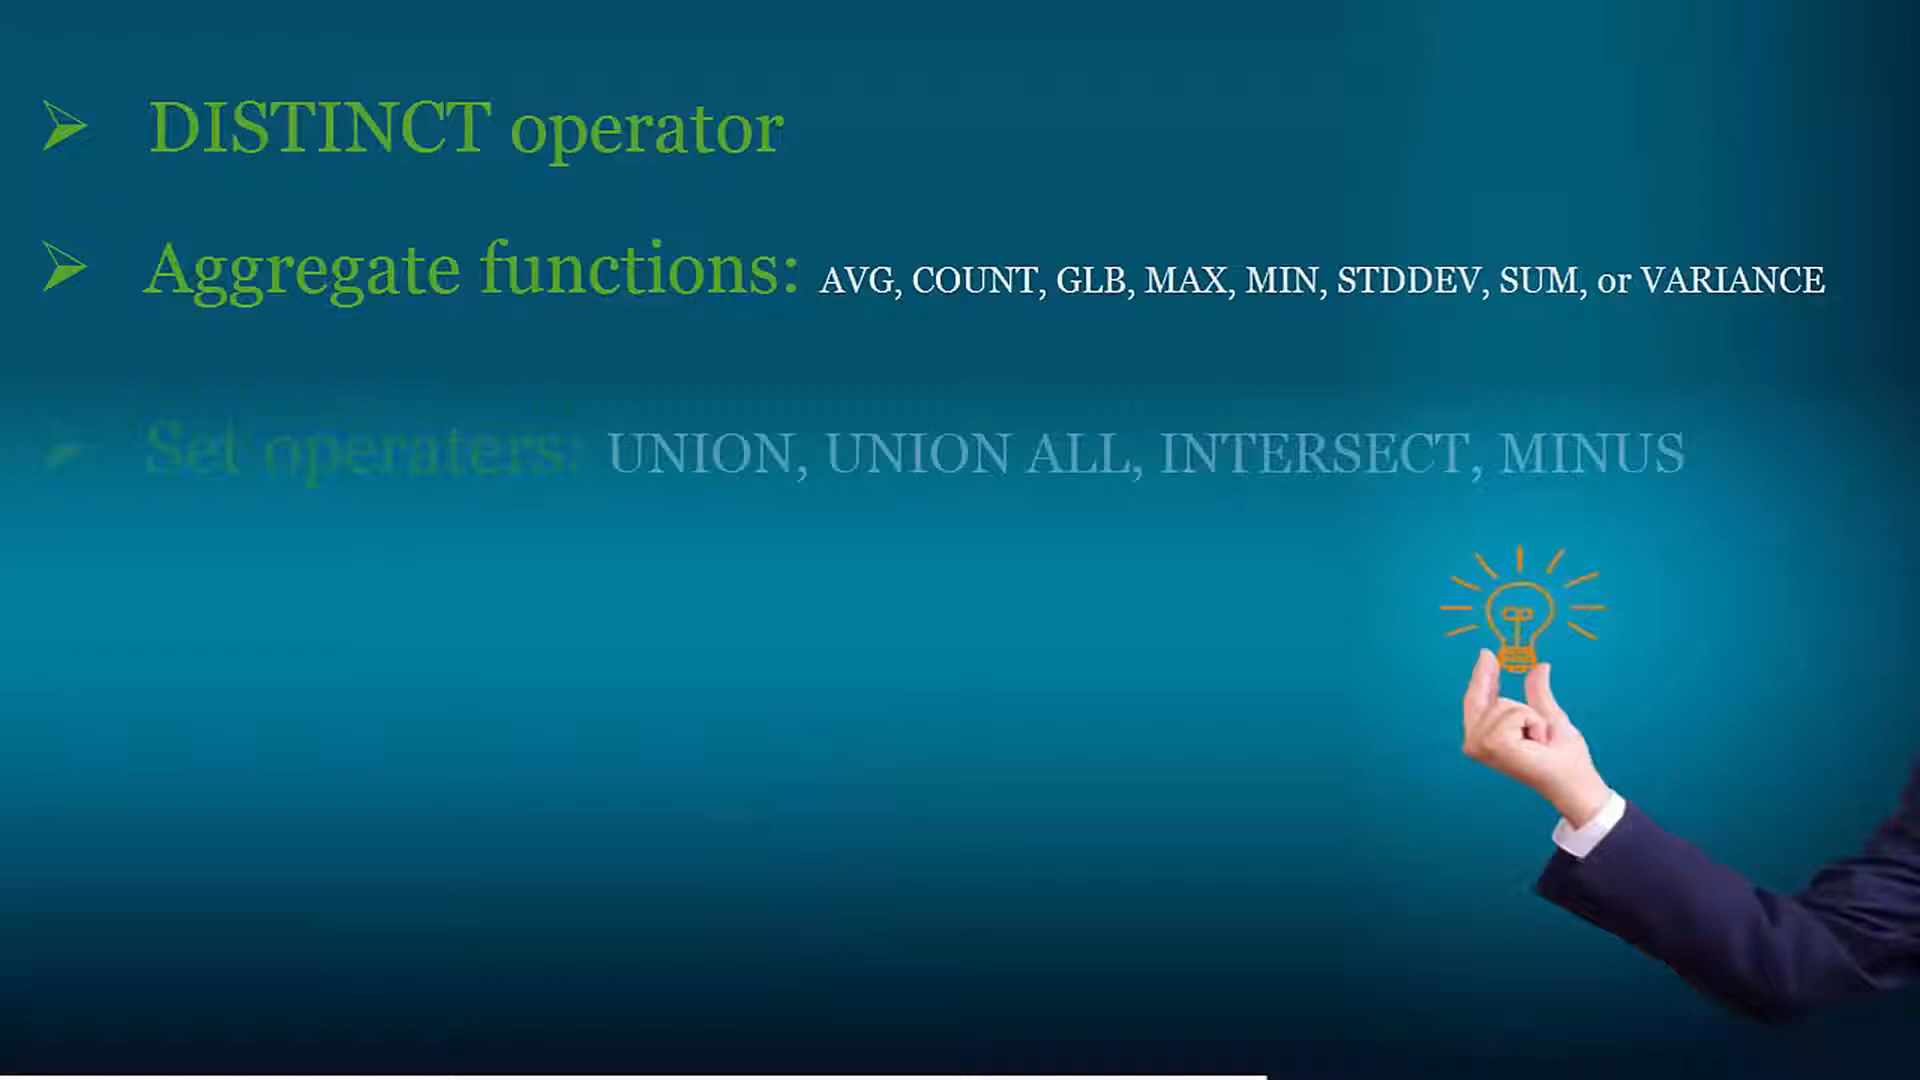 DISTINCT operator
Aggregate functions: AVG, COUNT, GLB, MAX, MIN, STDDEV, SUM, or VARIANCE
Set operaters: UNION, UNION ALL, INTERSECT, MINUS